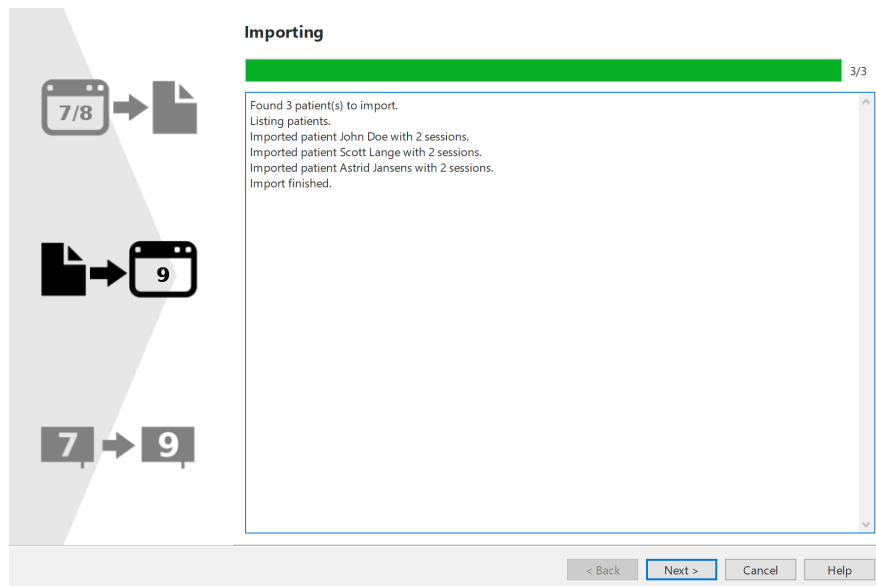 Importing
3/3
7/8
Found 3 patient(s) to import.
Listing patients.
Imported patient John Doe with 2 sessions.
Imported patient Scott Lange with 2 sessions.
Imported patient Astrid Jansens with 2 sessions.
Import finished.
9
7 9
< Back Next > Cancel Help